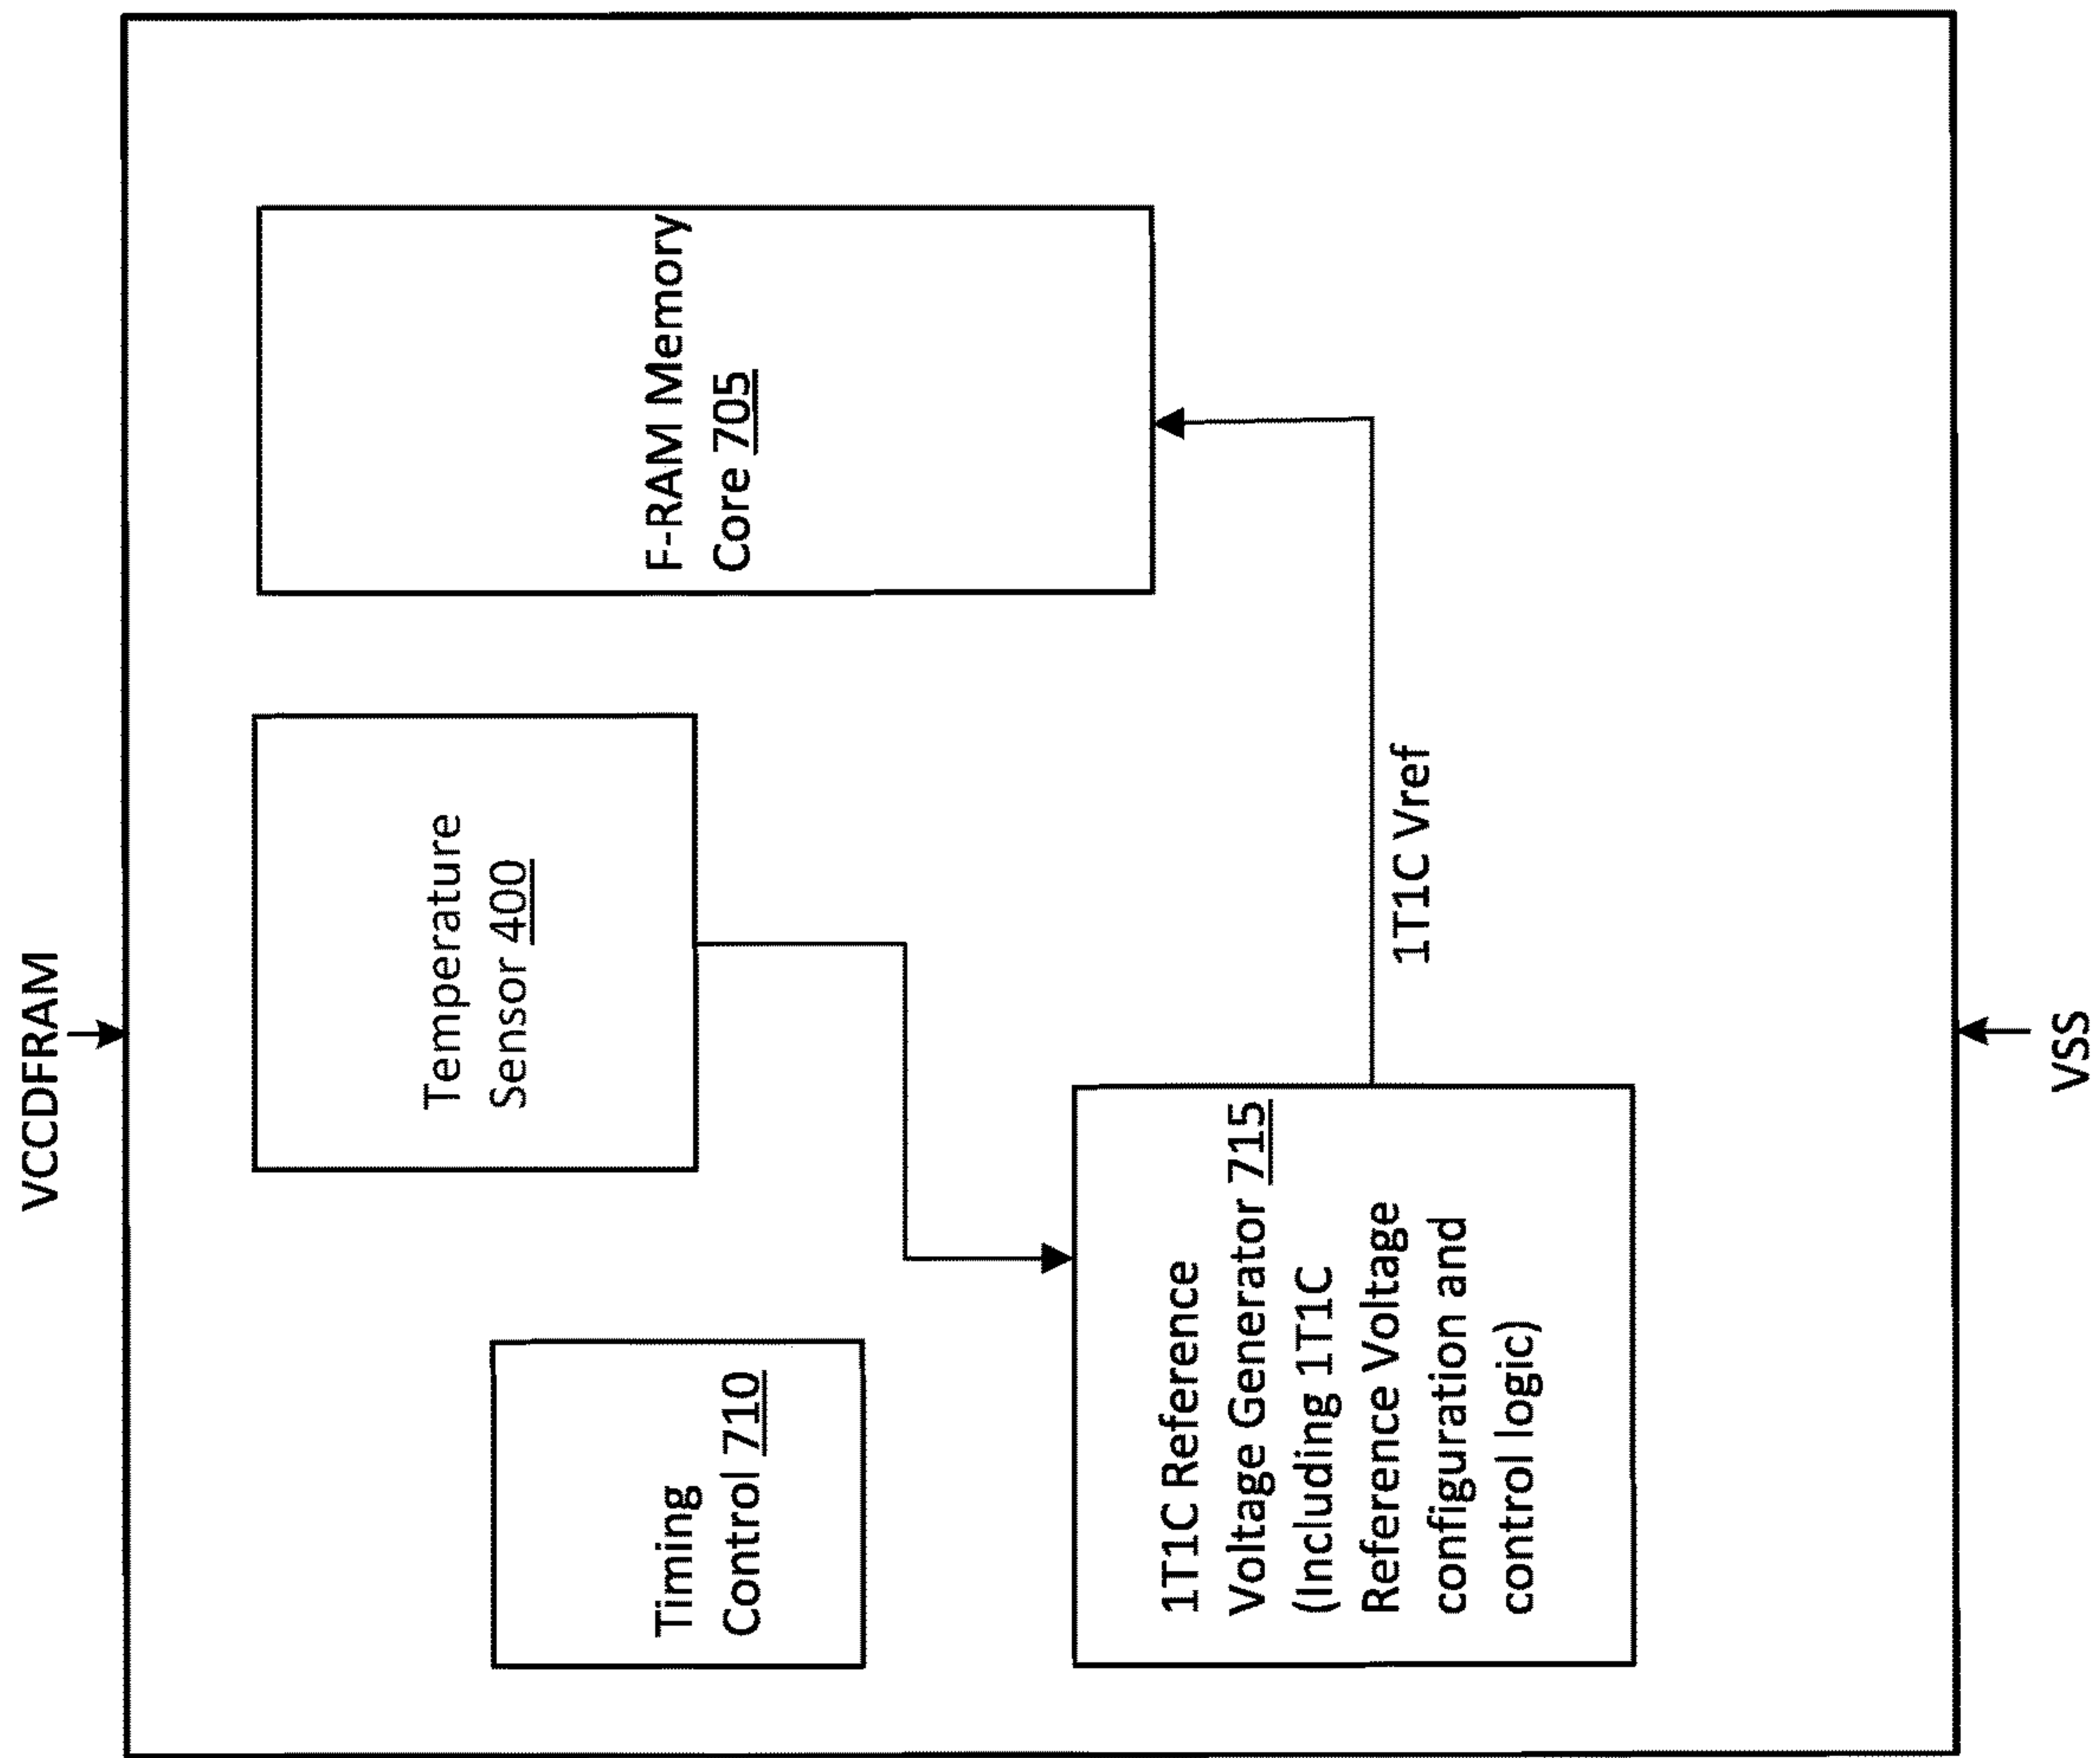 VCCDFRAM
Timing
Control 710
Temperature
Sensor 400
F-RAM Memory
Core 705
1T1C Reference
Voltage Generator 715
(Including 1T1C
Reference Voltage
configuration and
control logic)
1T1C Vref
VSS